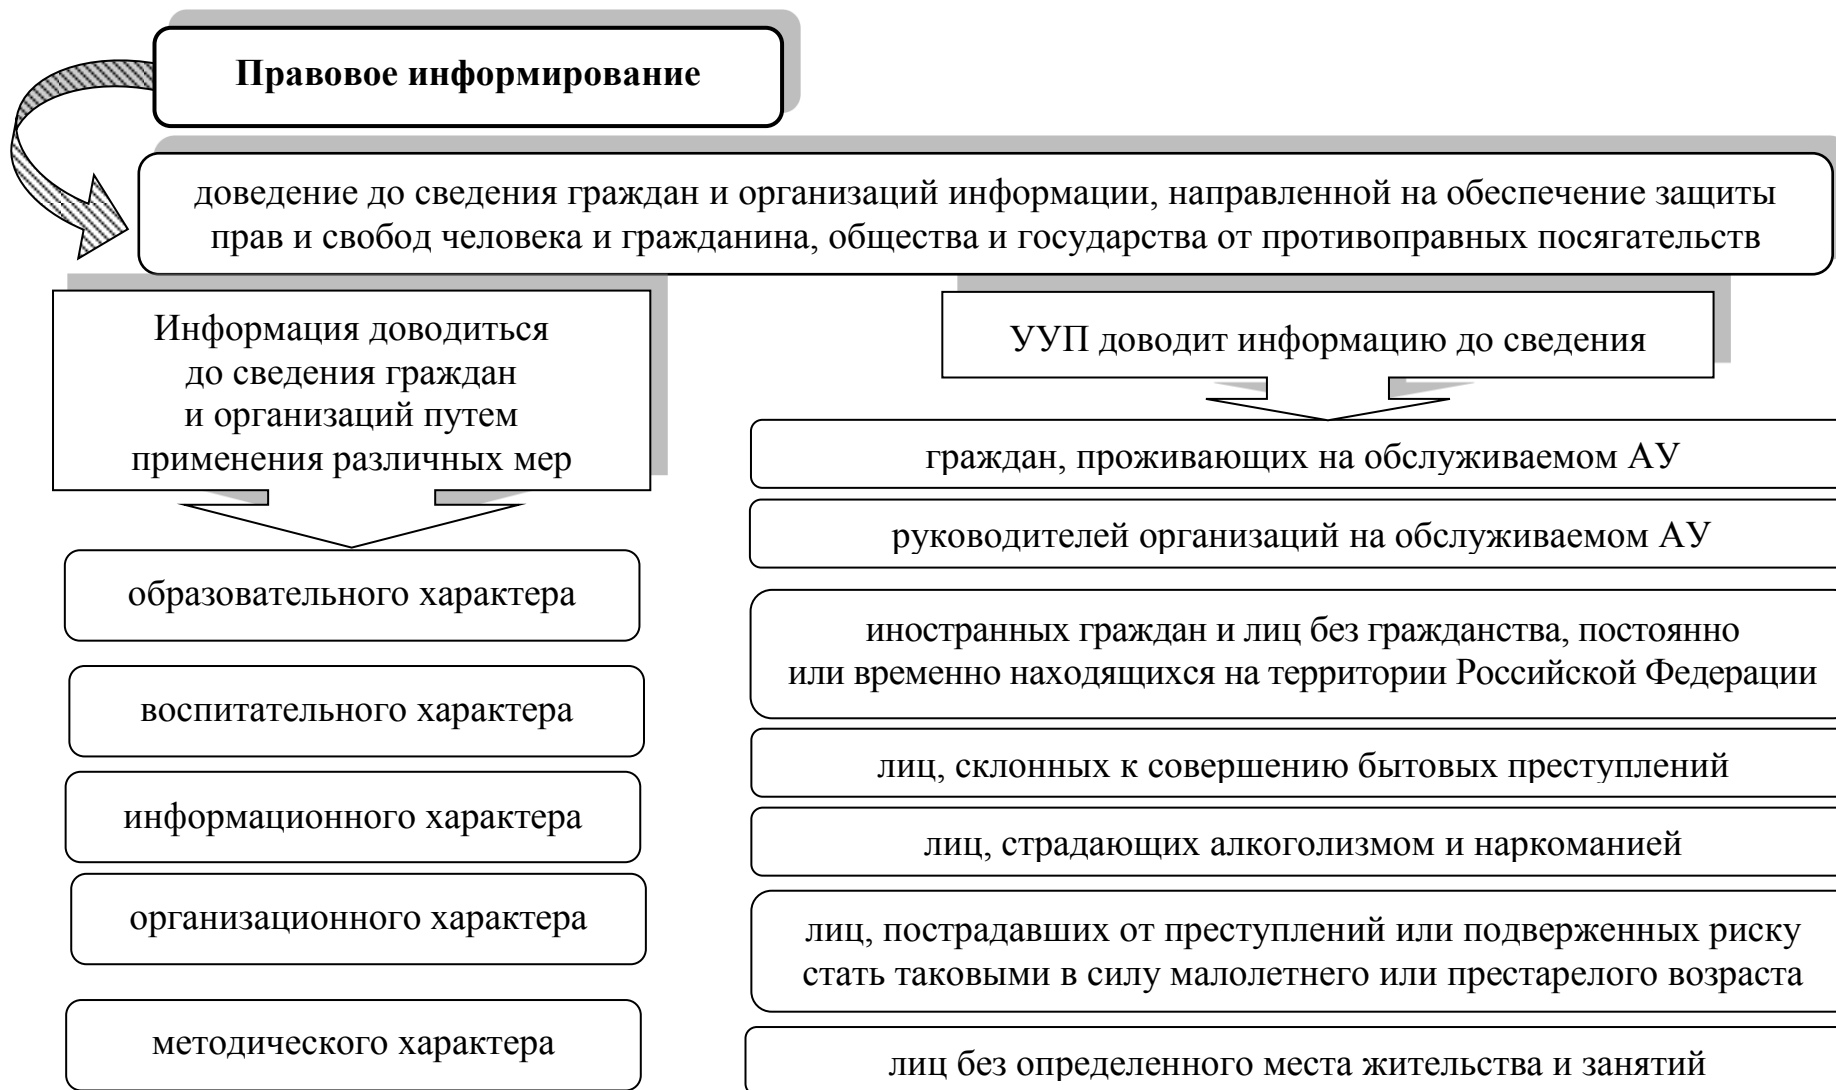 Правовое информирование
доведение до сведения граждан и организаций информации, направленной на обеспечение защиты
прав и свобод человека и гражданина, общества и государства от противоправных посягательств
Информация доводиться
до сведения граждан
и организаций путем
применения различных мер
образовательного характера
воспитательного характера
информационного характера
организационного характера
методического характера
УУП доводит информацию до сведения
граждан, проживающих на обслуживаемом АУ
руководителей организаций на обслуживаемом АУ
иностранных граждан и лиц без гражданства, постоянно
или временно находящихся на территории Российской Федерации
лиц, склонных к совершению бытовых преступлений
лиц, страдающих алкоголизмом и наркоманией
лиц, пострадавших от преступлений или подверженных риску
стать таковыми в силу малолетнего или престарелого возраста
лиц без определенного места жительства и занятий